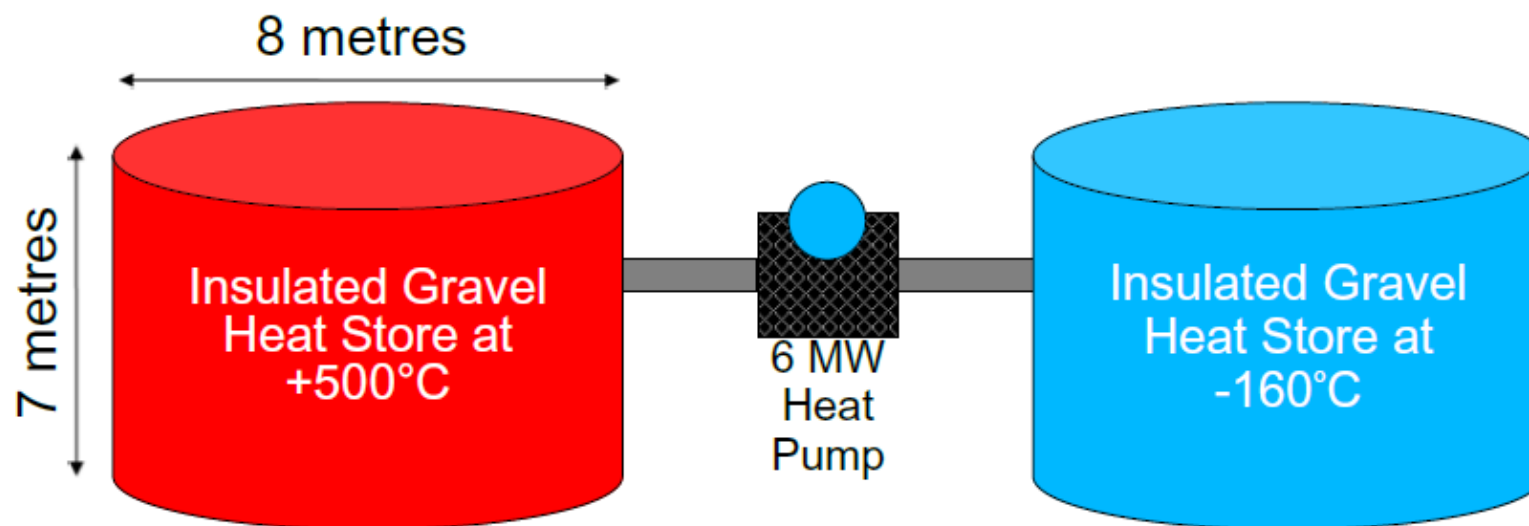 8 metres
7 metres
Insulated Gravel
Heat Store at
+500°C
6 MW
Heat
Pump
Insulated Gravel
Heat Store at
-160°C